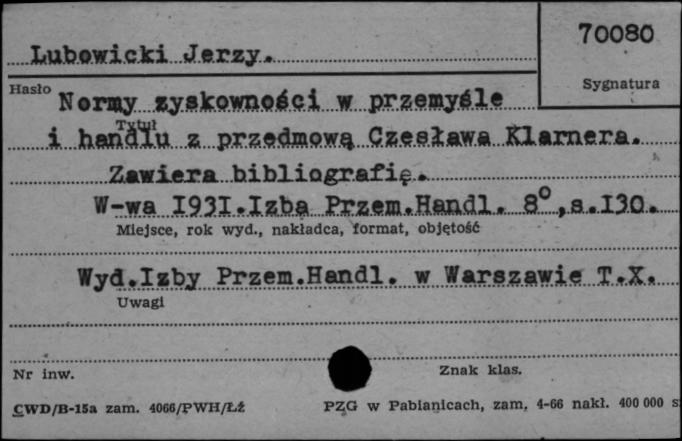 70080
Lubowicki Jerzy.
Sygnatura
Hasło
Normy zyskowności w przemyśle
Tytuł
i handlu z przedmową Czesława Klarnera.
Zawiera bibliografię.
W-wa 1931.Izba Przem.Handl. 8°,s.130.
Miejsce, rok wyd., nakładca, format, objętość
Wyd.Izby Przem.Handl. w Warszawie T.X.
Uwagi
Nr inw.
Znak klas.
CWD/B-15a zam. 4066/PWH/Łż PZG w Pabianicach, zam. 4-66 nakł. 400 000 s